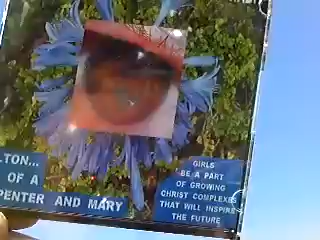 LTON...
OF A
PENTER AND MARY
GIRLS
BE A PART
OF GROWING
CHRIST COMPLEXES
THAT WILL INSPIRE
THE FUTURE